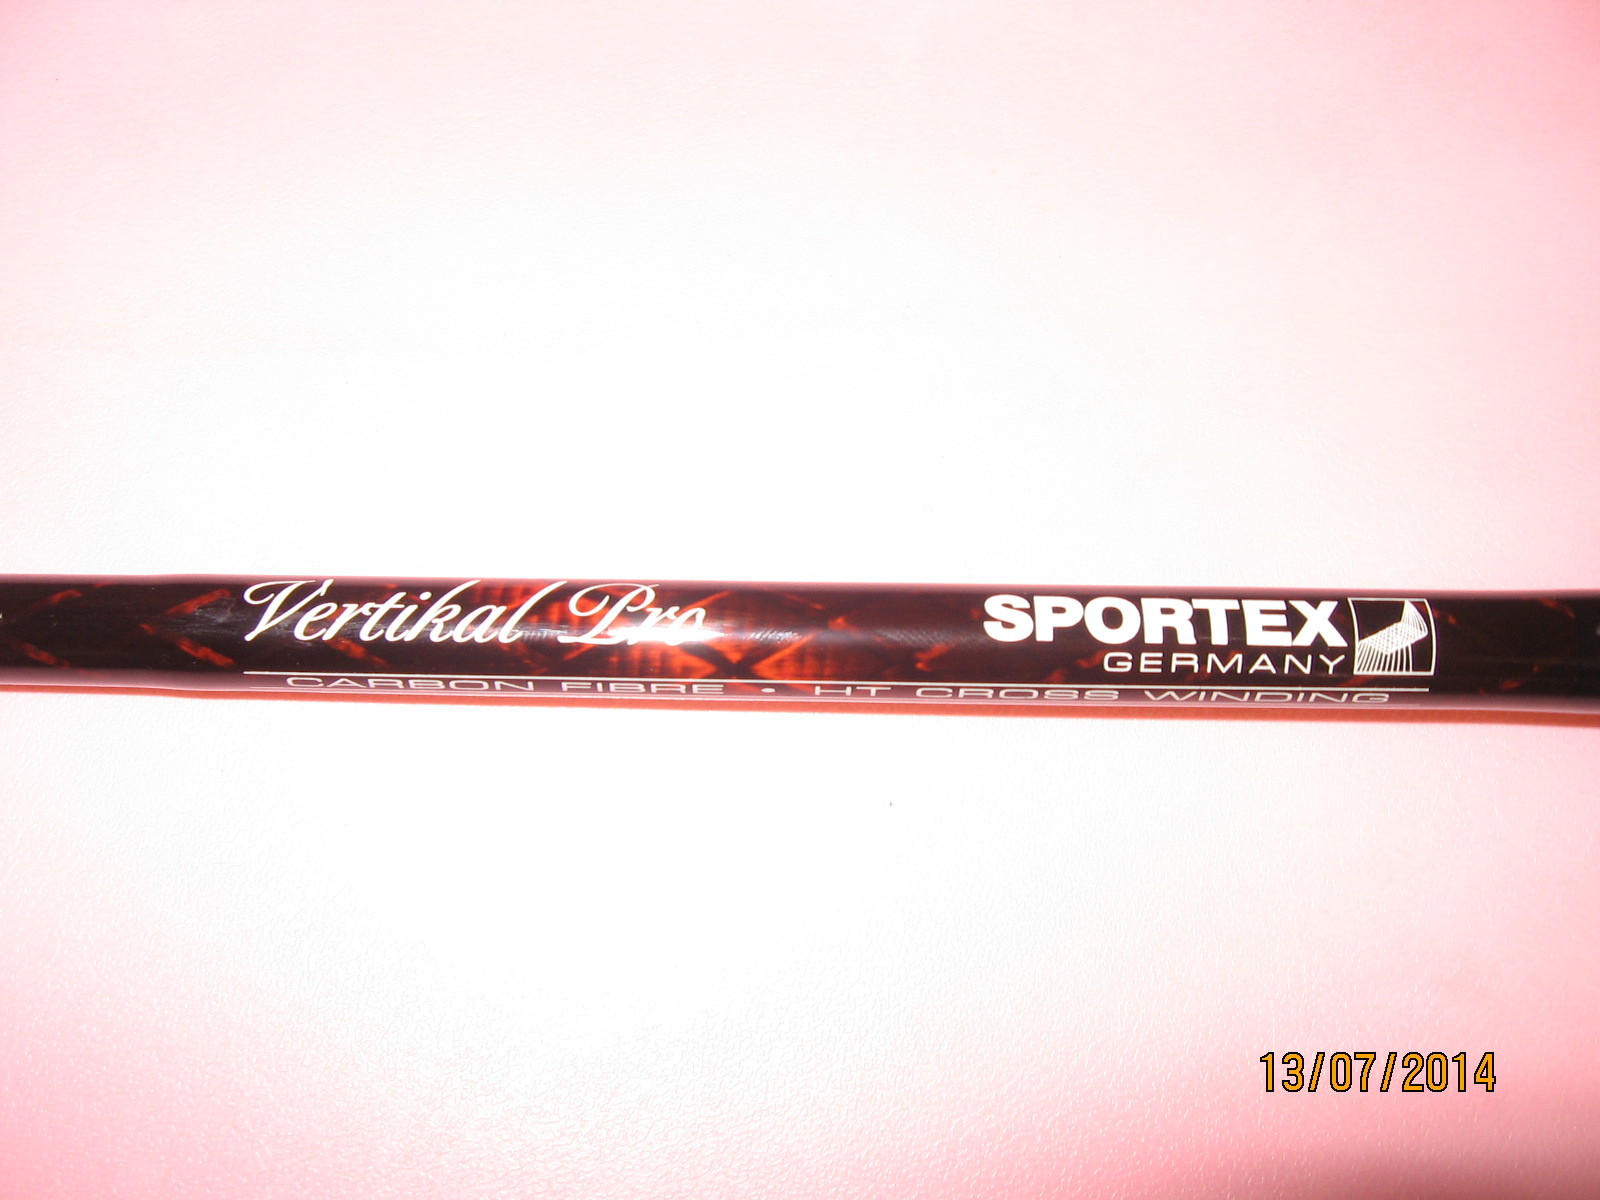 Vertikal Pro
SPORTEX
GERMANY
CARBON FIBRE • HT CROSS WINDING
13/07/2014